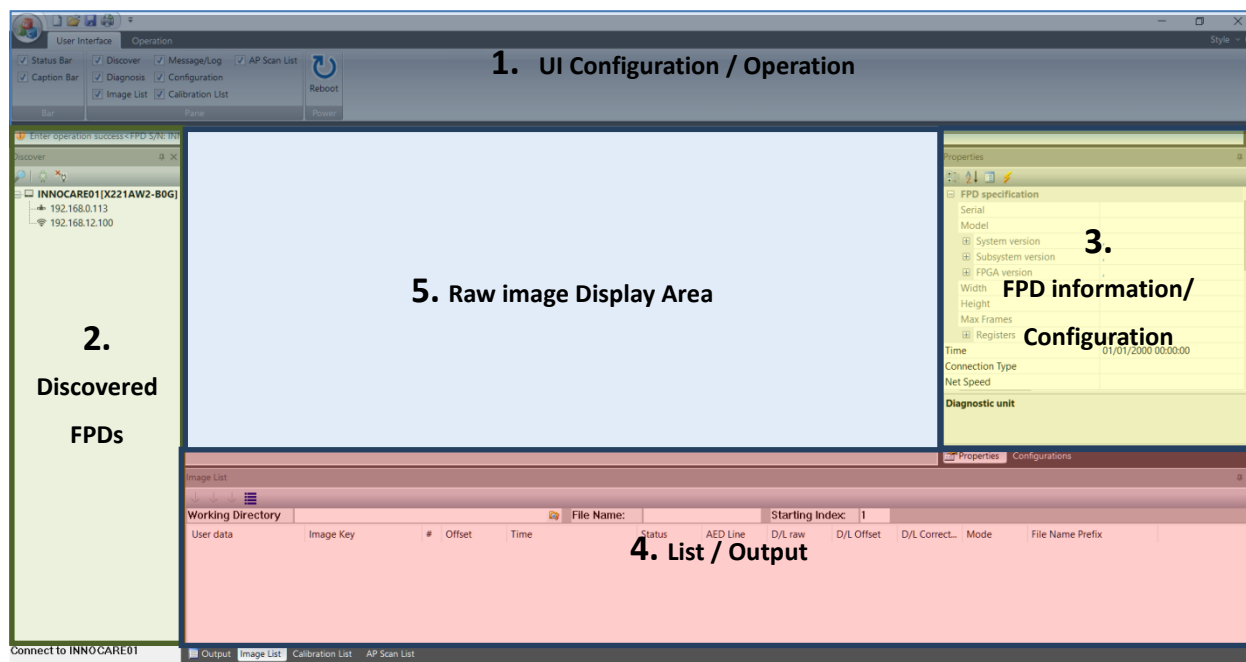 User Interface Operation
Style
Status Bar Discover Message/Log AP Scan List
Caption Bar Diagnosis Configuration
Image List Calibration List
Reboot
Bar Pane Power
1. UI Configuration / Operation
Enter operation success<FPD S/N: INN
Discover
INNOCARE01[X221AW2-B0G]
192.168.0.113
192.168.12.100
2.
Discovered
FPDs
5. Raw image Display Area
Properties
FPD specification
Serial
Model
System version
Subsystem version ,
FPGA version ,
Width
Height
Max Frames
Registers
Time 01/01/2000 00:00:00
Connection Type
Net Speed
Diagnostic unit
3.
FPD information/
Configuration
Properties Configurations
Image List
Working Directory File Name: Starting Index: 1
User data Image Key # Offset Time Status AED Line D/L raw D/L Offset D/L Correct... Mode File Name Prefix
4. List / Output
Connect to INNOCARE01
Output Image List Calibration List AP Scan List